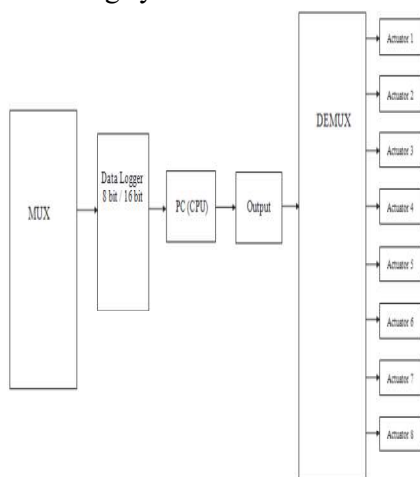 MUX
Data Logger
8 bit / 16 bit
PC (CPU)
Output
DEMUX
Actuator 1
Actuator 2
Actuator 3
Actuator 4
Actuator 5
Actuator 6
Actuator 7
Actuator 8